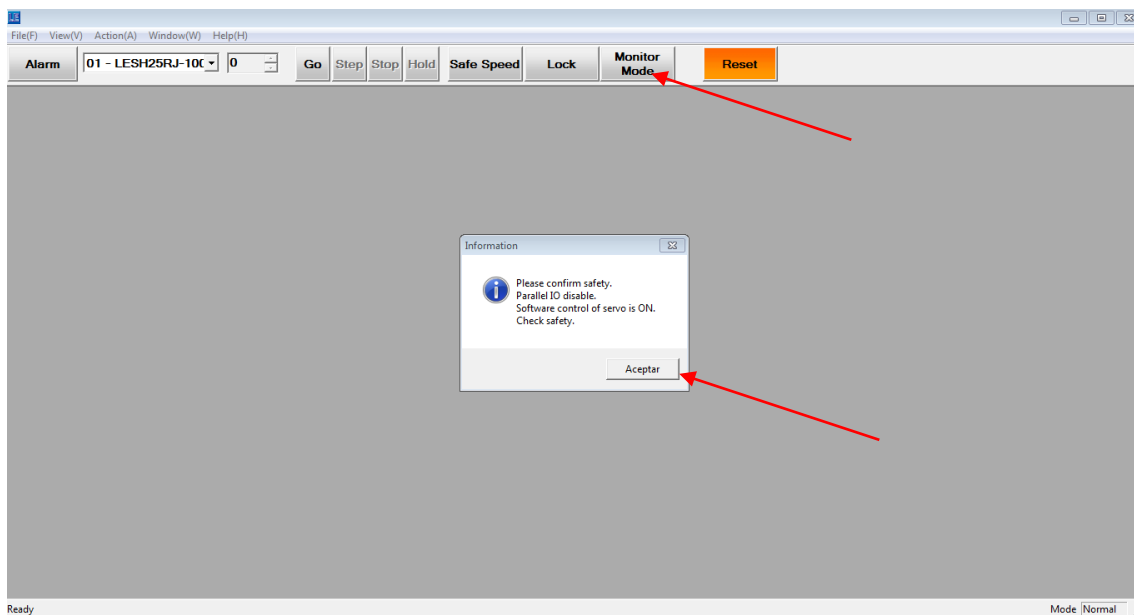 File(F) View(V) Action(A) Window(W) Help(H)
Alarm 01 - LESH25RJ-10( 0 Go Step Stop Hold Safe Speed Lock Monitor Mode Reset
Information
Please confirm safety.
Parallel IO disable.
Software control of servo is ON.
Check safety.
Aceptar
Ready Mode Normal